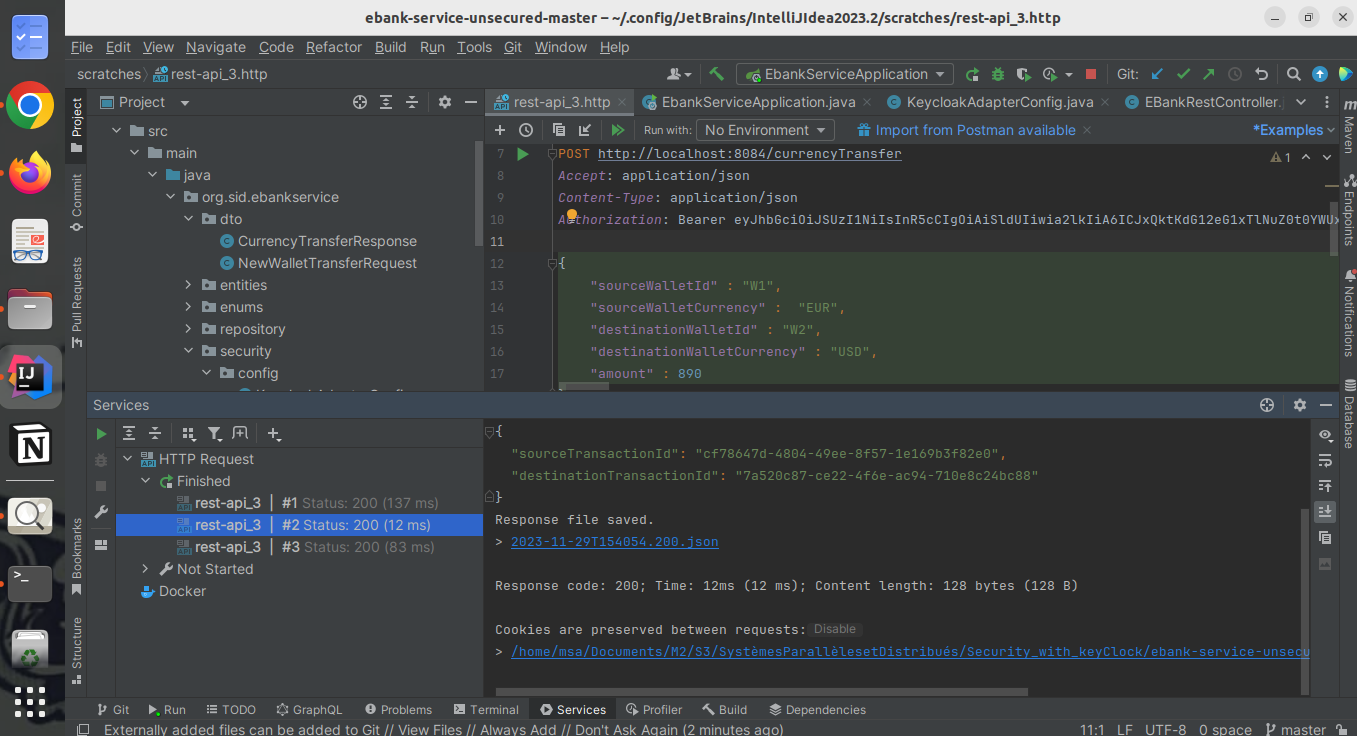 ebank-service-unsecured-master – ~/.config/JetBrains/IntelliJIdea2023.2/scratches/rest-api_3.http
File Edit View Navigate Code Refactor Build Run Tools Git Window Help
scratches rest-api_3.http EbankServiceApplication Git:
Project
rest-api_3.http EbankServiceApplication.java KeycloakAdapterConfig.java EBankRestController.
Run with: No Environment Import from Postman available *Examples
Project
Commit
Pull Requests
Bookmarks
Structure
src
main
java
org.sid.ebankservice
dto
CurrencyTransferResponse
NewWalletTransferRequest
entities
enums
repository
security
config
7 POST http://localhost:8084/currencyTransfer
1
8 Accept: application/json
9 Content-Type: application/json
10 Authorization: Bearer
11
12 {
13 "sourceWalletId" : "W1",
14 "sourceWalletCurrency" : "EUR",
15 "destinationWalletId" : "W2",
16 "destinationWalletCurrency" : "USD",
17 "amount" : 890
m Maven
Endpoints
Notifications
Database
Services
HTTP Request
Finished
rest-api_3 | #1 Status: 200 (137 ms)
rest-api_3 | #2 Status: 200 (12 ms)
rest-api_3 | #3 Status: 200 (83 ms)
Not Started
Docker
{
"sourceTransactionId": "cf78647d-4804-49ee-8f57-1e169b3f82e0",
"destinationTransactionId": "7a520c87-ce22-4f6e-ac94-710e8c24bc88"
}
Response file saved.
> 2023-11-29T154054.200.json
Response code: 200; Time: 12ms (12 ms); Content length: 128 bytes (128 B)
Cookies are preserved between requests: Disable
> /home/msa/Documents/M2/S3/SystèmesParallèlesetDistribués/Security_with_keyClock/ebank-service-unsecu
Git Run TODO GraphQL Problems Terminal Services Profiler Build Dependencies
Externally added files can be added to Git // View Files // Always Add // Don't Ask Again (2 minutes ago) 11:1 LF UTF-8 0 space master